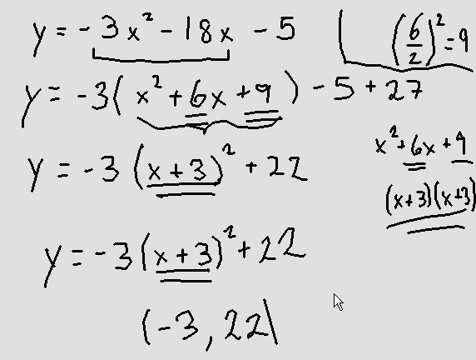 y = -3x² - 18x - 5
(6/2)² = 9
y = -3(x² + 6x + 9) - 5 + 27
x² + 6x + 9
y = -3(x + 3)² + 22
(x+3)(x+3)
y = -3(x + 3)² + 22
(-3, 22)